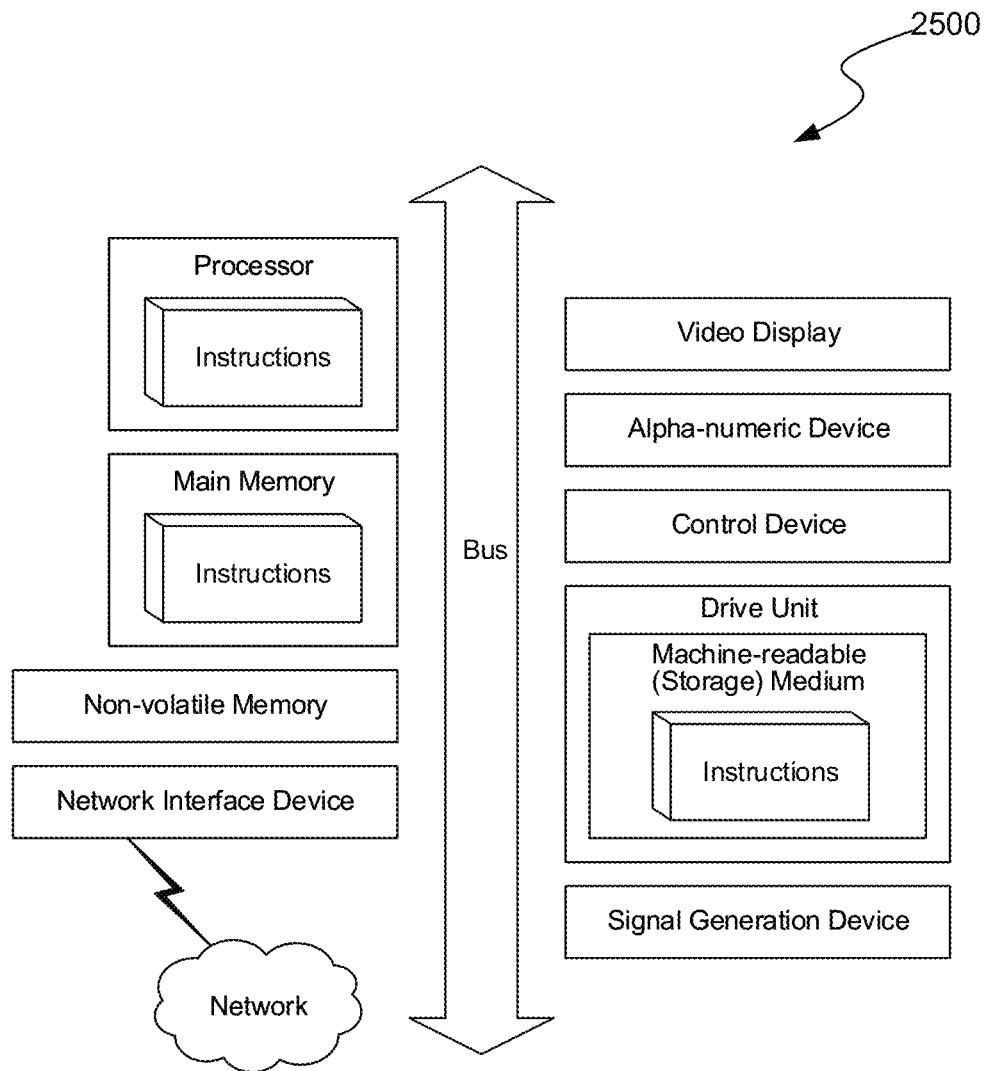 2500
Processor
Instructions
Main Memory
Instructions
Non-volatile Memory
Network Interface Device
Network
Bus
Video Display
Alpha-numeric Device
Control Device
Drive Unit
Machine-readable
(Storage) Medium
Instructions
Signal Generation Device